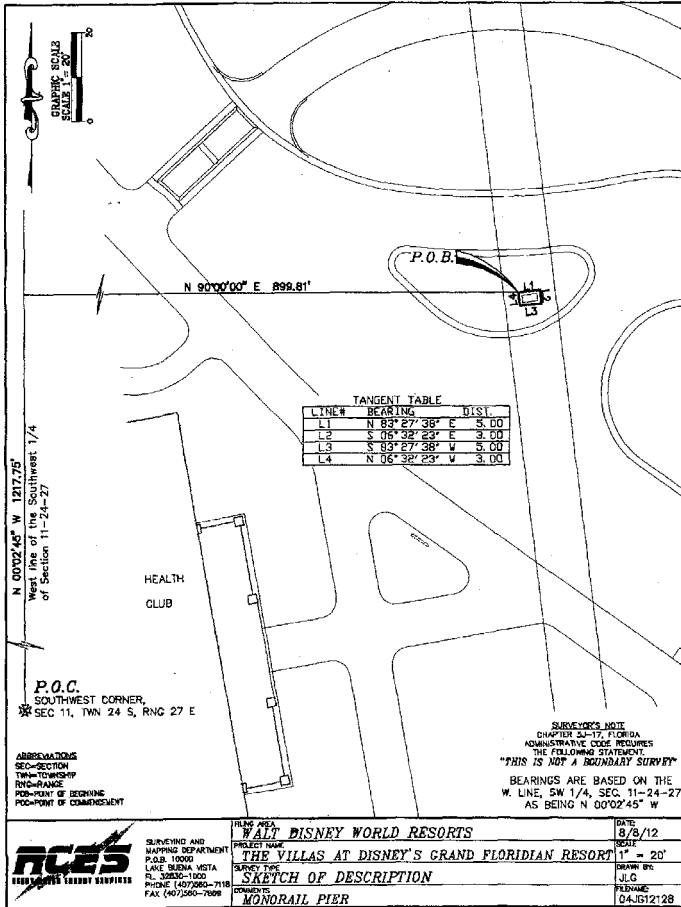 GRAPHIC SCALE
SCALE 1" = 20'
20
0
P.O.B.
L1
L2
L3
L4
N 90°00'00" E 899.81'
TANGENT TABLE
LINE# BEARING DIST.
L1 N 83°27'38" E 5.00
L2 S 06°32'23" E 3.00
L3 S 83°27'38" W 5.00
L4 N 06°32'23" W 3.00
N 00°02'45" W 1217.75'
West line of the Southwest 1/4
of Section 11-24-27
HEALTH
CLUB
P.O.C.
SOUTHWEST CORNER,
SEC 11, TWN 24 S, RNG 27 E
ABBREVIATIONS
SEC=SECTION
TWN=TOWNSHIP
RNG=RANGE
POB=POINT OF BEGINNING
POC=POINT OF COMMENCEMENT
SURVEYOR'S NOTE
CHAPTER 5J-17, FLORIDA
ADMINISTRATIVE CODE REQUIRES
THE FOLLOWING STATEMENT.
"THIS IS NOT A BOUNDARY SURVEY"
BEARINGS ARE BASED ON THE
W. LINE, SW 1/4, SEC. 11-24-27
AS BEING N 00°02'45" W
RCES
REEDY CREEK ENERGY SERVICES
SURVEYING AND
MAPPING DEPARTMENT
P.O.B. 10000
LAKE BUENA VISTA
FL. 32830-1000
PHONE (407)560-7118
FAX (407)560-7898
FILING AREA
WALT DISNEY WORLD RESORTS
PROJECT NAME
THE VILLAS AT DISNEY'S GRAND FLORIDIAN RESORT
SURVEY TYPE
SKETCH OF DESCRIPTION
COMMENTS
MONORAIL PIER
DATE:
8/8/12
SCALE
1" = 20'
DRAWN BY:
JLG
FILENAME:
04JG12128